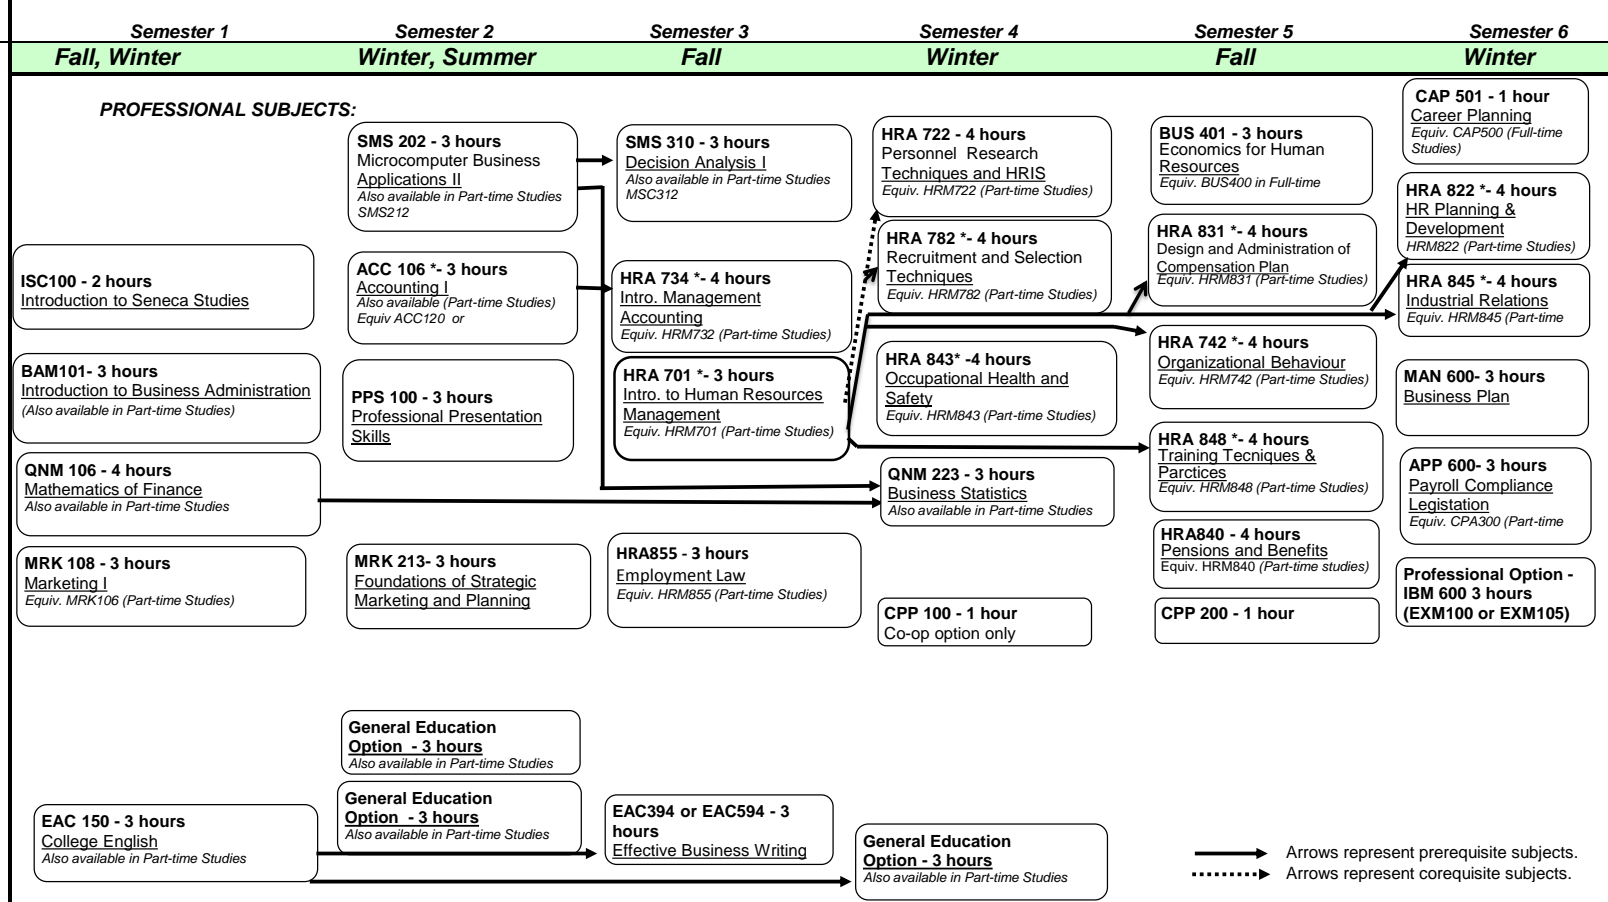 Semester 1
Semester 2
Semester 3
Semester 4
Semester 5
Semester 6
Fall, Winter
Winter, Summer
Fall
Winter
Fall
Winter
PROFESSIONAL SUBJECTS:
ISC100 - 2 hours
Introduction to Seneca Studies
BAM101- 3 hours
Introduction to Business Administration
(Also available in Part-time Studies)
QNM 106 - 4 hours
Mathematics of Finance
Also available in Part-time Studies
MRK 108 - 3 hours
Marketing I
Equiv. MRK106 (Part-time Studies)
EAC 150 - 3 hours
College English
Also available in Part-time Studies
SMS 202 - 3 hours
Microcomputer Business
Applications II
Also available in Part-time Studies
SMS212
ACC 106 *- 3 hours
Accounting I
Also available (Part-time Studies)
Equiv ACC120  or
PPS 100 - 3 hours
Professional Presentation
Skills
MRK 213- 3 hours
Foundations of Strategic
Marketing and Planning
General Education
Option  - 3 hours
Also available in Part-time Studies
General Education
Option - 3 hours
Also available in Part-time Studies
SMS 310 - 3 hours
Decision Analysis I
Also available in Part-time Studies
MSC312
HRA 734 *- 4 hours
Intro. Management
Accounting
Equiv. HRM732 (Part-time Studies)
HRA 701 *- 3 hours
Intro. to Human Resources
Management
Equiv. HRM701 (Part-time Studies)
HRA855 - 3 hours
Employment Law
Equiv. HRM855 (Part-time Studies)
EAC394 or EAC594 - 3
hours
Effective Business Writing
HRA 722 - 4 hours
Personnel  Research
Techniques and HRIS
Equiv. HRM722 (Part-time Studies)
HRA 782 *- 4 hours
Recruitment and Selection
Techniques
Equiv. HRM782 (Part-time Studies)
HRA 843* -4 hours
Occupational Health and
Safety
Equiv. HRM843 (Part-time Studies)
QNM 223 - 3 hours
Business Statistics
Also available in Part-time Studies
CPP 100 - 1 hour
Co-op option only
General Education
Option - 3 hours
Also available in Part-time Studies
BUS 401 - 3 hours
Economics for Human
Resources
Equiv. BUS400 in Full-time
HRA 831 *- 4 hours
Design and Administration of
Compensation Plan
Equiv. HRM831 (Part-time Studies)
HRA 742 *- 4 hours
Organizational Behaviour
Equiv. HRM742 (Part-time Studies)
HRA 848 *- 4 hours
Training Tecniques &
Parctices
Equiv. HRM848 (Part-time Studies)
HRA840 - 4 hours
Pensions and Benefits
Equiv. HRM840 (Part-time studies)
CPP 200 - 1 hour
CAP 501 - 1 hour
Career Planning
Equiv. CAP500 (Full-time
Studies)
HRA 822 *- 4 hours
HR Planning &
Development
HRM822 (Part-time Studies)
HRA 845 *- 4 hours
Industrial Relations
Equiv. HRM845 (Part-time
MAN 600- 3 hours
Business Plan
APP 600- 3 hours
Payroll Compliance
Legistation
Equiv. CPA300 (Part-time
Professional Option -
IBM 600 3 hours
(EXM100 or EXM105)
Arrows represent prerequisite subjects.
Arrows represent corequisite subjects.